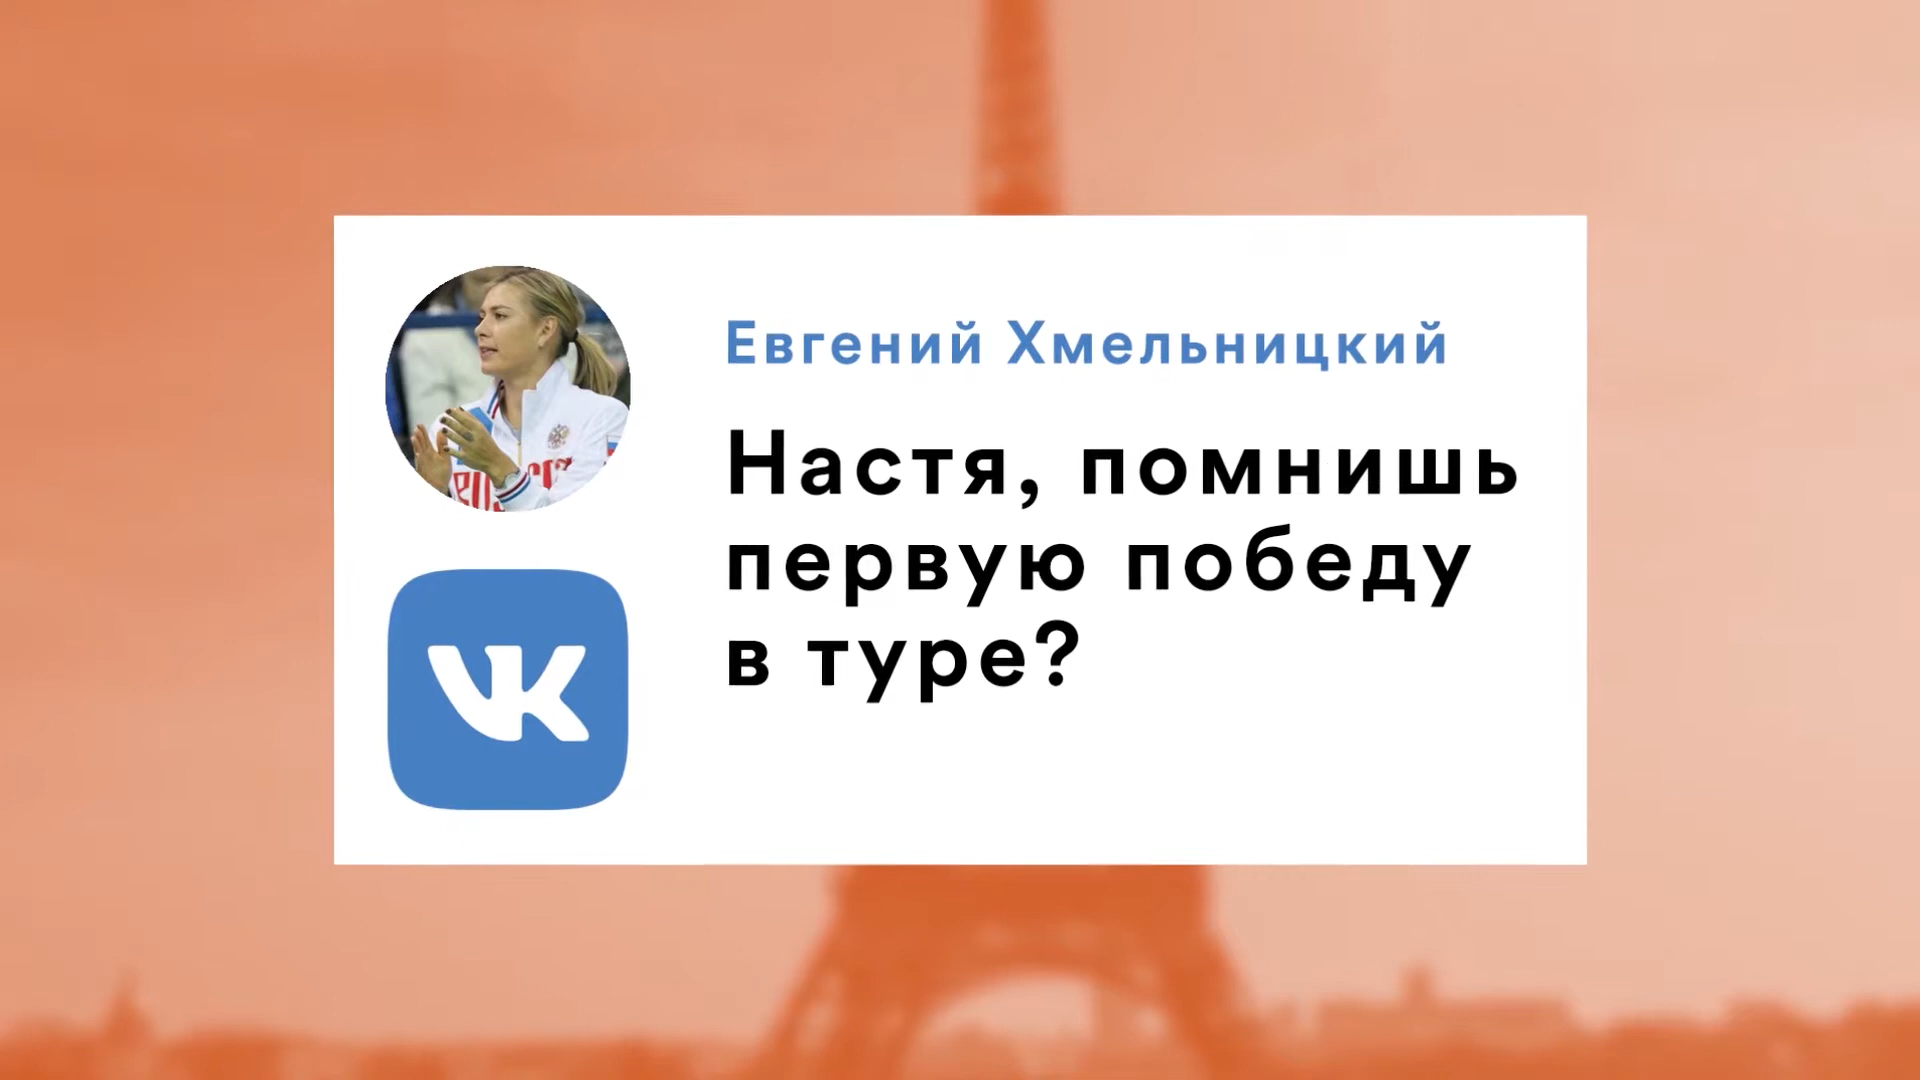 Евгений Хмельницкий
Настя, помнишь
первую победу
в туре?